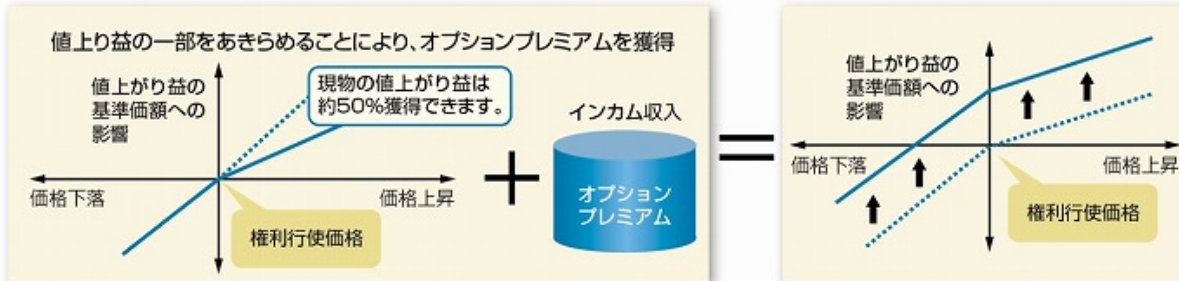 値上り益の一部をあきらめることにより、オプションプレミアムを獲得
値上がり益の
基準価額への
影響
現物の値上がり益は
約50%獲得できます。
価格下落
価格上昇
権利行使価格
インカム収入
オプション
プレミアム
値上がり益の
基準価額への
影響
価格下落
価格上昇
権利行使価格